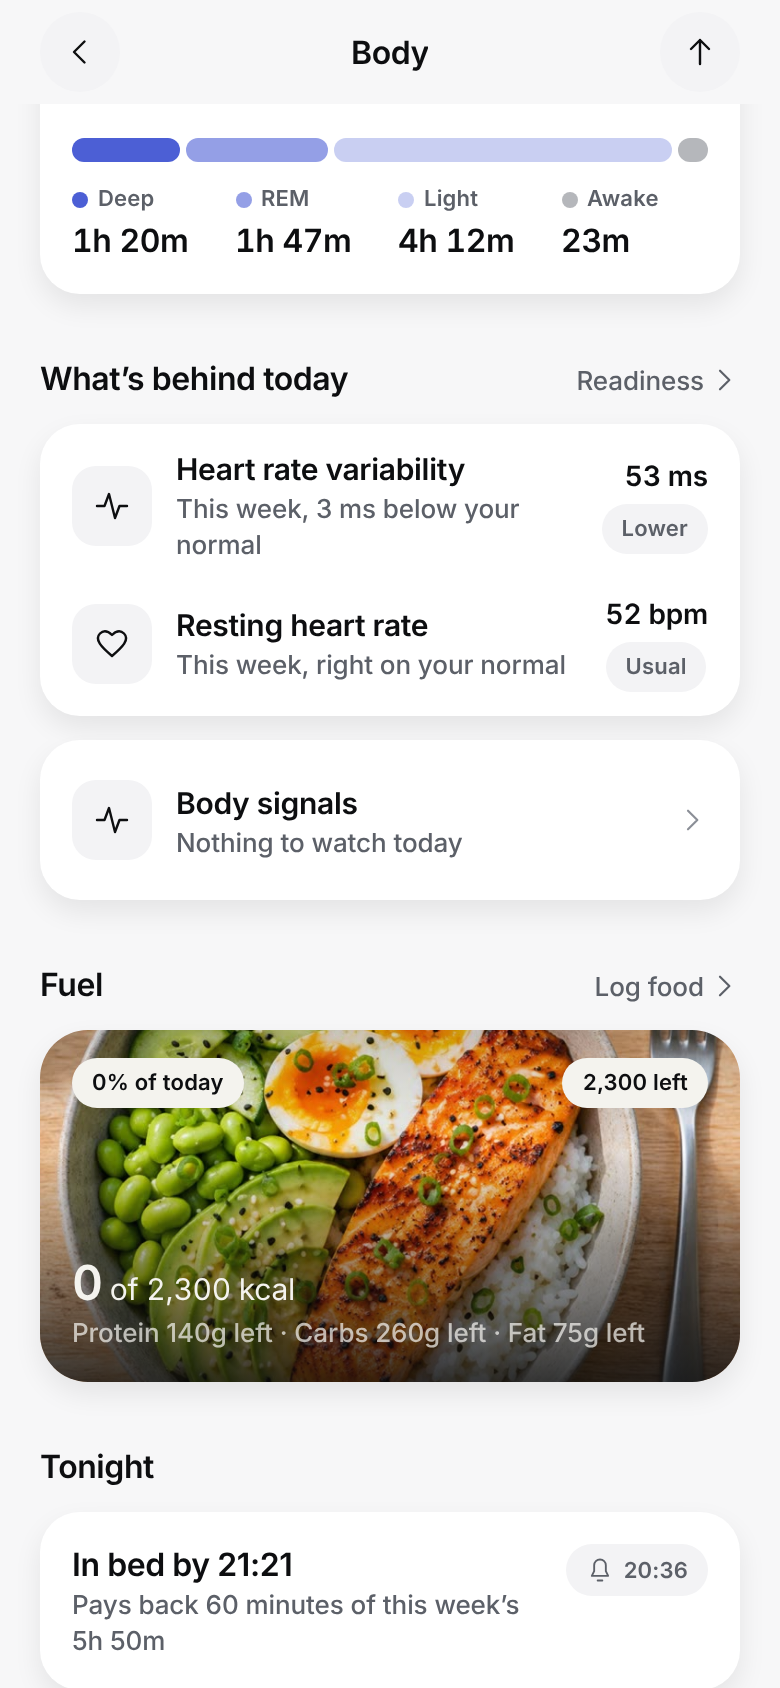 Body
Deep
REM
Light
Awake
1h 20m
1h 47m
4h 12m
23m
What’s behind today
Readiness
Heart rate variability
53 ms
This week, 3 ms below your
normal
Lower
Resting heart rate
52 bpm
This week, right on your normal
Usual
Body signals
Nothing to watch today
Fuel
Log food
0% of today
2,300 left
0 of 2,300 kcal
Protein 140g left · Carbs 260g left · Fat 75g left
Tonight
In bed by 21:21
20:36
Pays back 60 minutes of this week’s
5h 50m